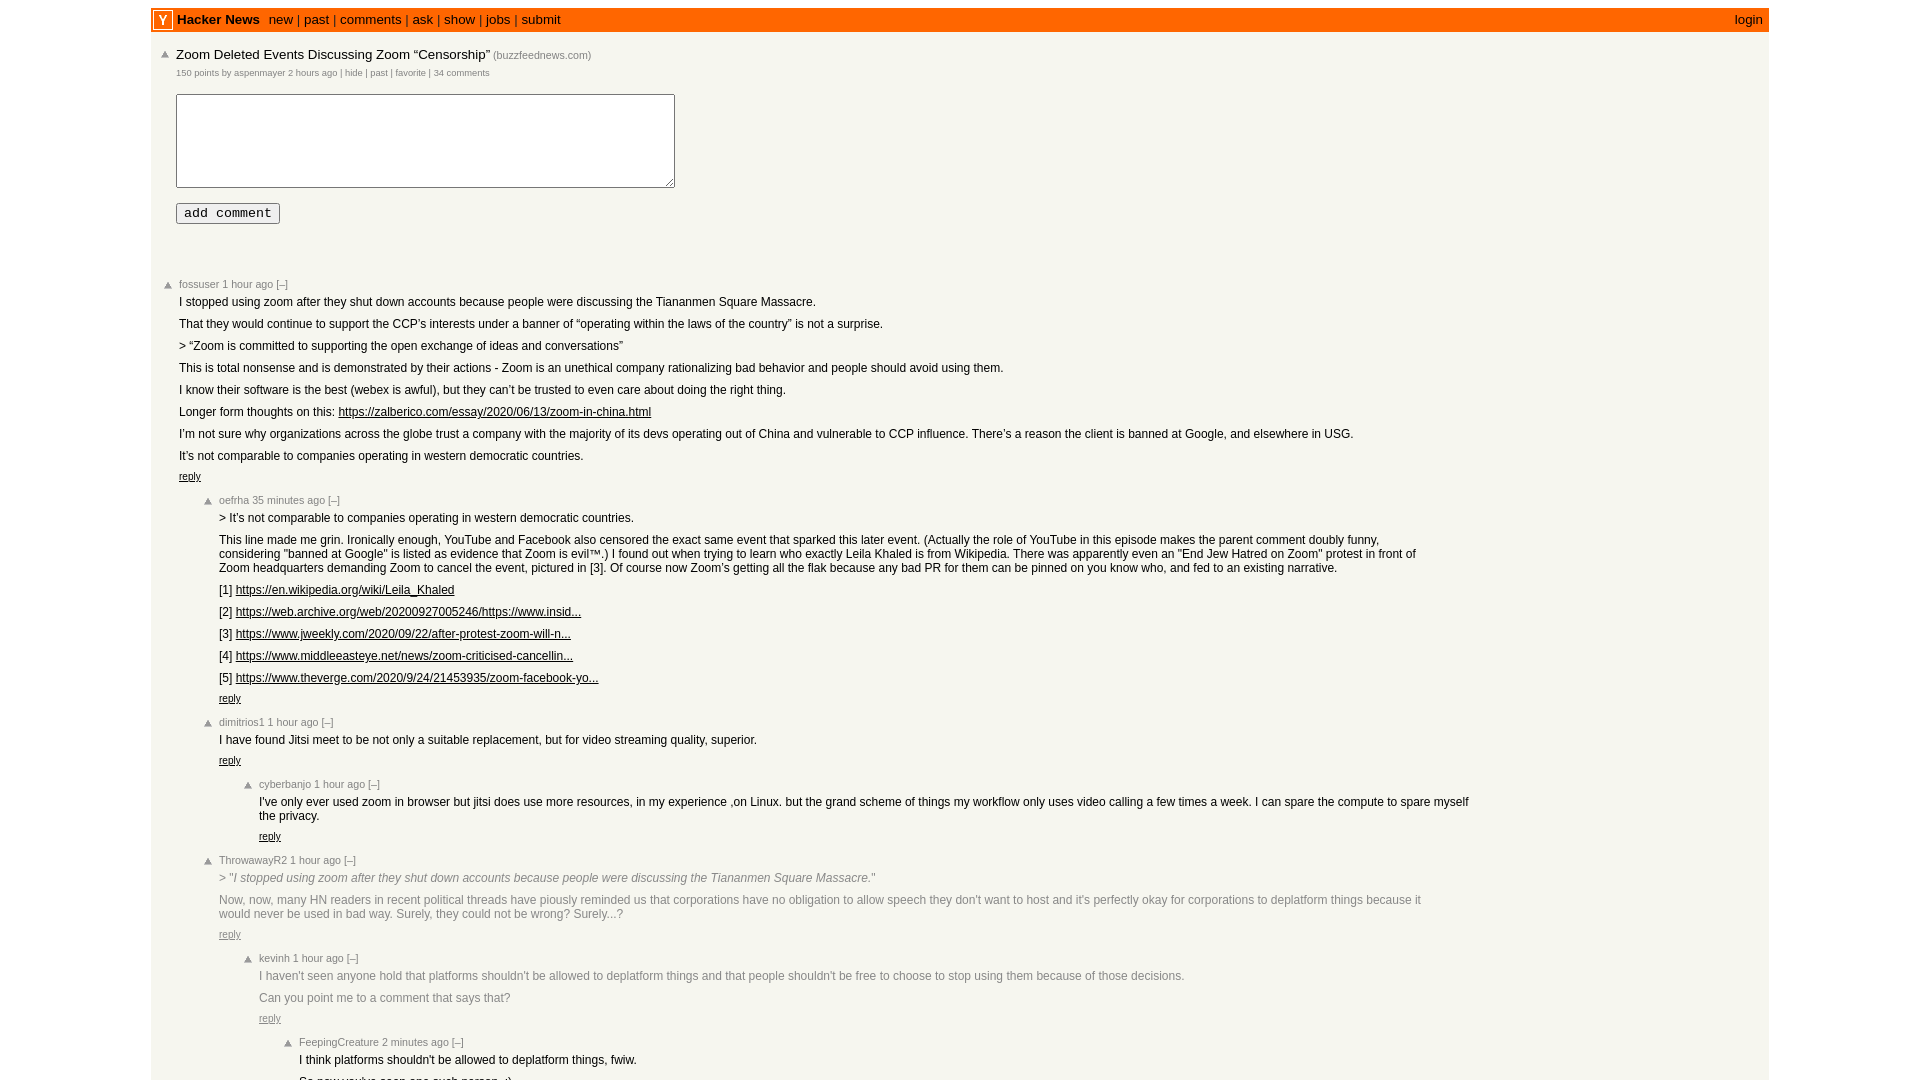 Y Hacker News new | past | comments | ask | show | jobs | submit login
Zoom Deleted Events Discussing Zoom “Censorship” (buzzfeednews.com)
150 points by aspenmayer 2 hours ago | hide | past | favorite | 34 comments
add comment
fossuser 1 hour ago [–]
I stopped using zoom after they shut down accounts because people were discussing the Tiananmen Square Massacre.
That they would continue to support the CCP’s interests under a banner of “operating within the laws of the country” is not a surprise.
> “Zoom is committed to supporting the open exchange of ideas and conversations”
This is total nonsense and is demonstrated by their actions - Zoom is an unethical company rationalizing bad behavior and people should avoid using them.
I know their software is the best (webex is awful), but they can’t be trusted to even care about doing the right thing.
Longer form thoughts on this: https://zalberico.com/essay/2020/06/13/zoom-in-china.html
I’m not sure why organizations across the globe trust a company with the majority of its devs operating out of China and vulnerable to CCP influence. There’s a reason the client is banned at Google, and elsewhere in USG.
It’s not comparable to companies operating in western democratic countries.
reply
oefrha 35 minutes ago [–]
> It’s not comparable to companies operating in western democratic countries.
This line made me grin. Ironically enough, YouTube and Facebook also censored the exact same event that sparked this later event. (Actually the role of YouTube in this episode makes the parent comment doubly funny,
considering "banned at Google" is listed as evidence that Zoom is evil™.) I found out when trying to learn who exactly Leila Khaled is from Wikipedia. There was apparently even an "End Jew Hatred on Zoom" protest in front of
Zoom headquarters demanding Zoom to cancel the event, pictured in [3]. Of course now Zoom’s getting all the flak because any bad PR for them can be pinned on you know who, and fed to an existing narrative.
[1] https://en.wikipedia.org/wiki/Leila_Khaled
[2] https://web.archive.org/web/20200927005246/https://www.insid...
[3] https://www.jweekly.com/2020/09/22/after-protest-zoom-will-n...
[4] https://www.middleeasteye.net/news/zoom-criticised-cancellin...
[5] https://www.theverge.com/2020/9/24/21453935/zoom-facebook-yo...
reply
dimitrios1 1 hour ago [–]
I have found Jitsi meet to be not only a suitable replacement, but for video streaming quality, superior.
reply
cyberbanjo 1 hour ago [–]
I've only ever used zoom in browser but jitsi does use more resources, in my experience ,on Linux. but the grand scheme of things my workflow only uses video calling a few times a week. I can spare the compute to spare myself
the privacy.
reply
ThrowawayR2 1 hour ago [–]
> "I stopped using zoom after they shut down accounts because people were discussing the Tiananmen Square Massacre."
Now, now, many HN readers in recent political threads have piously reminded us that corporations have no obligation to allow speech they don't want to host and it's perfectly okay for corporations to deplatform things because it
would never be used in bad way. Surely, they could not be wrong? Surely...?
reply
kevinh 1 hour ago [–]
I haven't seen anyone hold that platforms shouldn't be allowed to deplatform things and that people shouldn't be free to choose to stop using them because of those decisions.
Can you point me to a comment that says that?
reply
FeepingCreature 2 minutes ago [–]
I think platforms shouldn't be allowed to deplatform things, fwiw.
So now you've seen one such person. :)